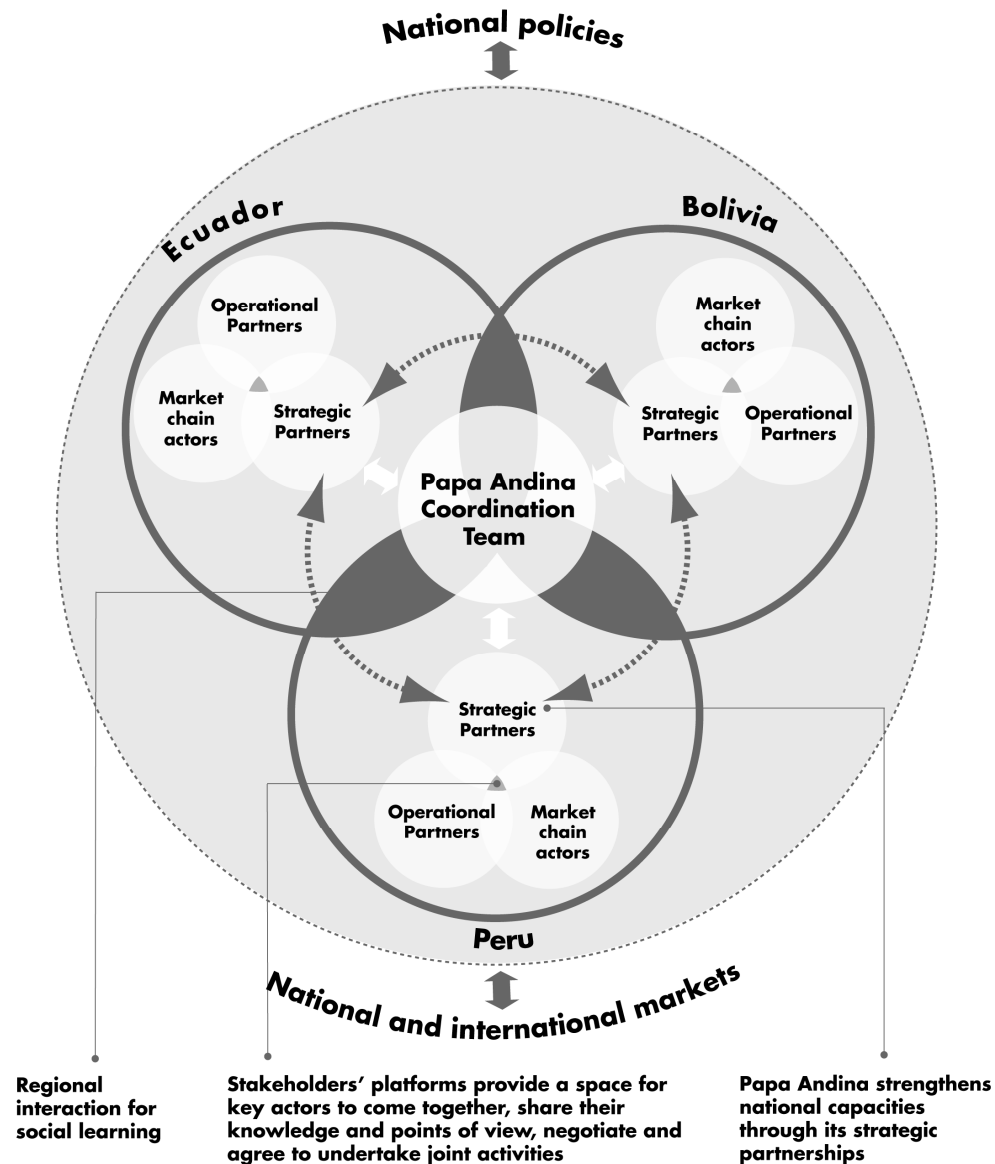 National policies
Ecuador
Bolivia
Operational
Partners
Market
chain
actors
Strategic
Partners
Market
chain
actors
Strategic
Partners
Operational
Partners
Papa Andina
Coordination
Team
Strategic
Partners
Operational
Partners
Market
chain
actors
Peru
National and international markets
Regional
interaction for
social learning
Stakeholders’ platforms provide a space for
key actors to come together, share their
knowledge and points of view, negotiate and
agree to undertake joint activities
Papa Andina strengthens
national capacities
through its strategic
partnerships